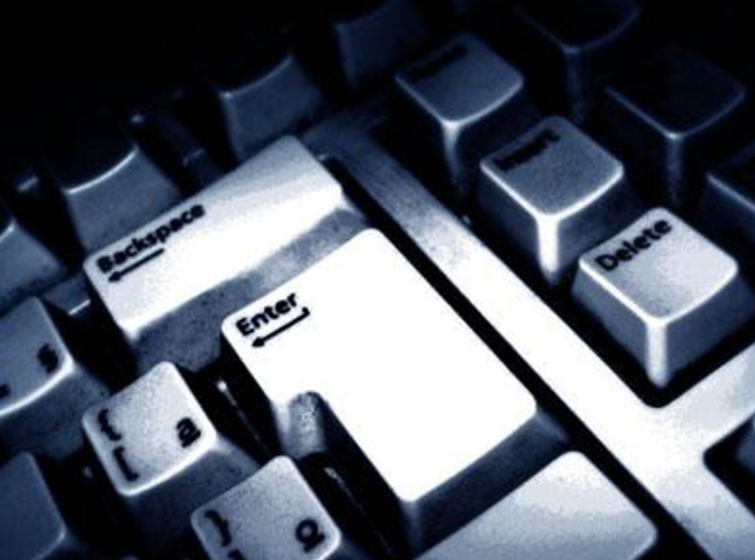 Insert
Delete
Backspace
Enter
{ a
[
}